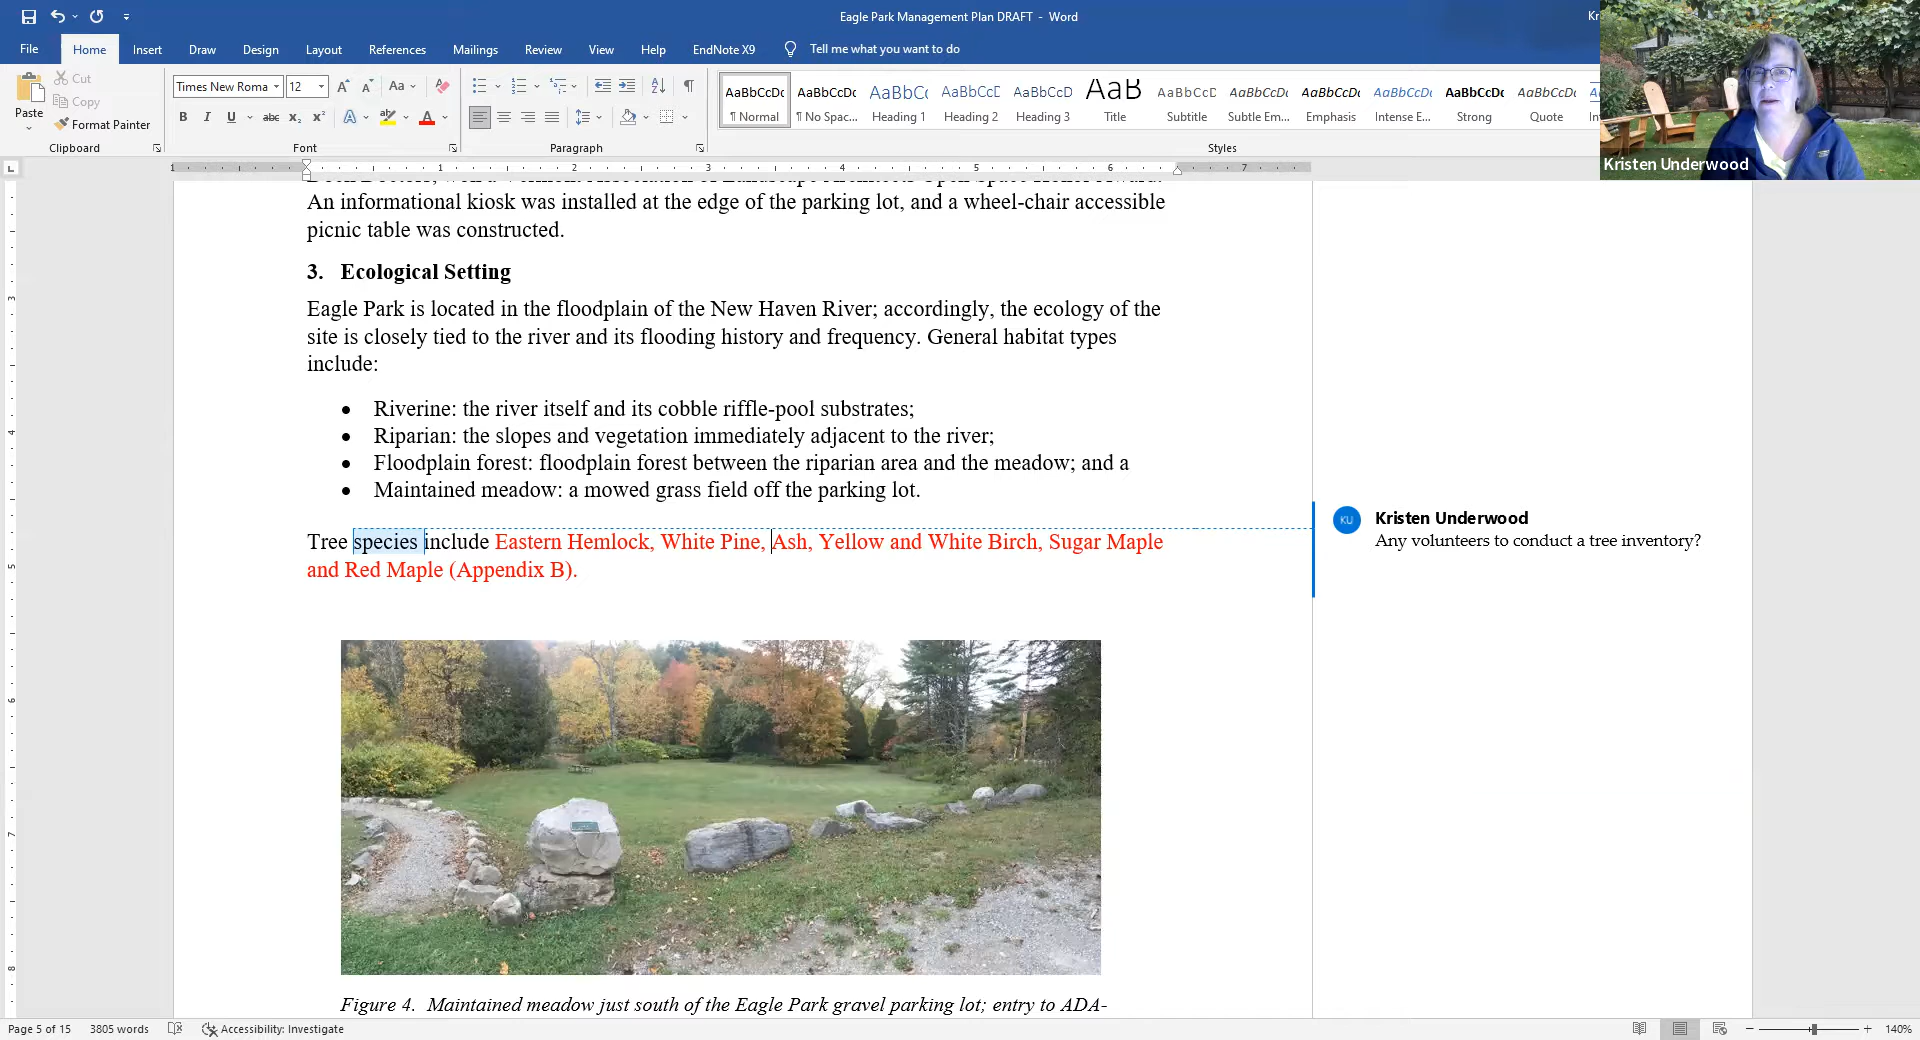 Eagle Park Management Plan DRAFT - Word
File Home Insert Draw Design Layout References Mailings Review View Help EndNote X9 Tell me what you want to do
Cut
Copy
Paste
Format Painter
Times New Roma 12
Clipboard Font Paragraph Styles
AaBbCcDc AaBbCcDc AaBbC AaBbCcD AaBbCcD AaB AaBbCcD AaBbCcDc AaBbCcDc AaBbCcDc AaBbCcDc AaBbCcDc
¶ Normal ¶ No Spac... Heading 1 Heading 2 Heading 3 Title Subtitle Subtle Em... Emphasis Intense E... Strong Quote
Kristen Underwood
An informational kiosk was installed at the edge of the parking lot, and a wheel-chair accessible
picnic table was constructed.
3. Ecological Setting
Eagle Park is located in the floodplain of the New Haven River; accordingly, the ecology of the
site is closely tied to the river and its flooding history and frequency. General habitat types
include:
• Riverine: the river itself and its cobble riffle-pool substrates;
• Riparian: the slopes and vegetation immediately adjacent to the river;
• Floodplain forest: floodplain forest between the riparian area and the meadow; and a
• Maintained meadow: a mowed grass field off the parking lot.
Tree species include Eastern Hemlock, White Pine, Ash, Yellow and White Birch, Sugar Maple
and Red Maple (Appendix B).
KU
Kristen Underwood
Any volunteers to conduct a tree inventory?
Figure 4. Maintained meadow just south of the Eagle Park gravel parking lot; entry to ADA-
Page 5 of 15 3805 words Accessibility: Investigate 140%